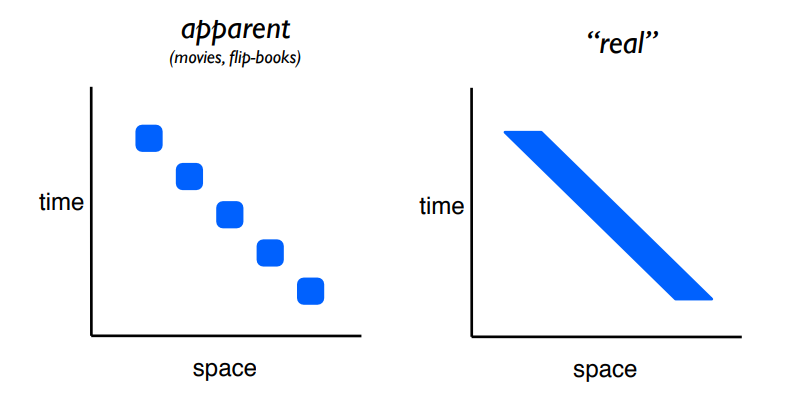 apparent
(movies, flip-books)
“real”
time
space
time
space